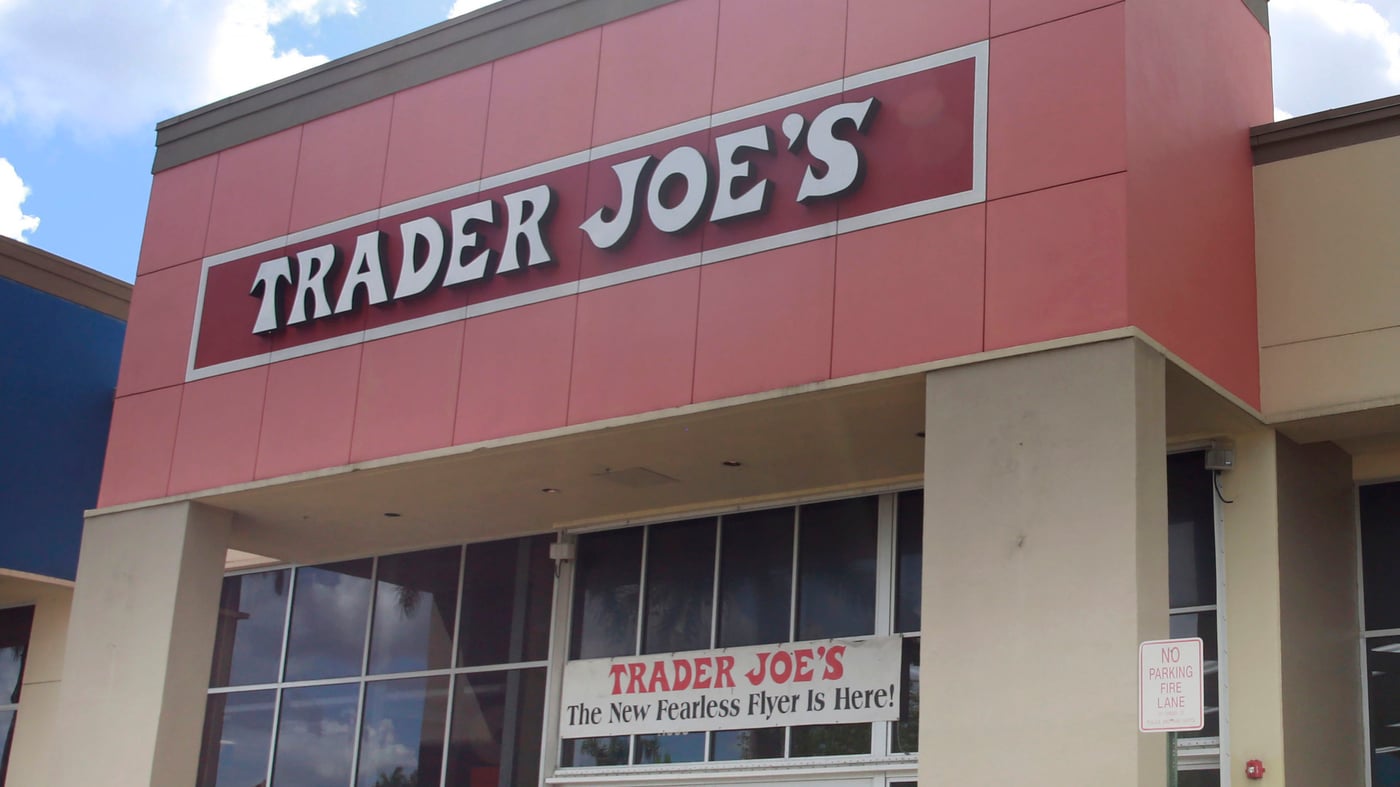 TRADER JOE'S
TRADER JOE'S
The New Fearless Flyer Is Here!
NO
PARKING
FIRE
LANE